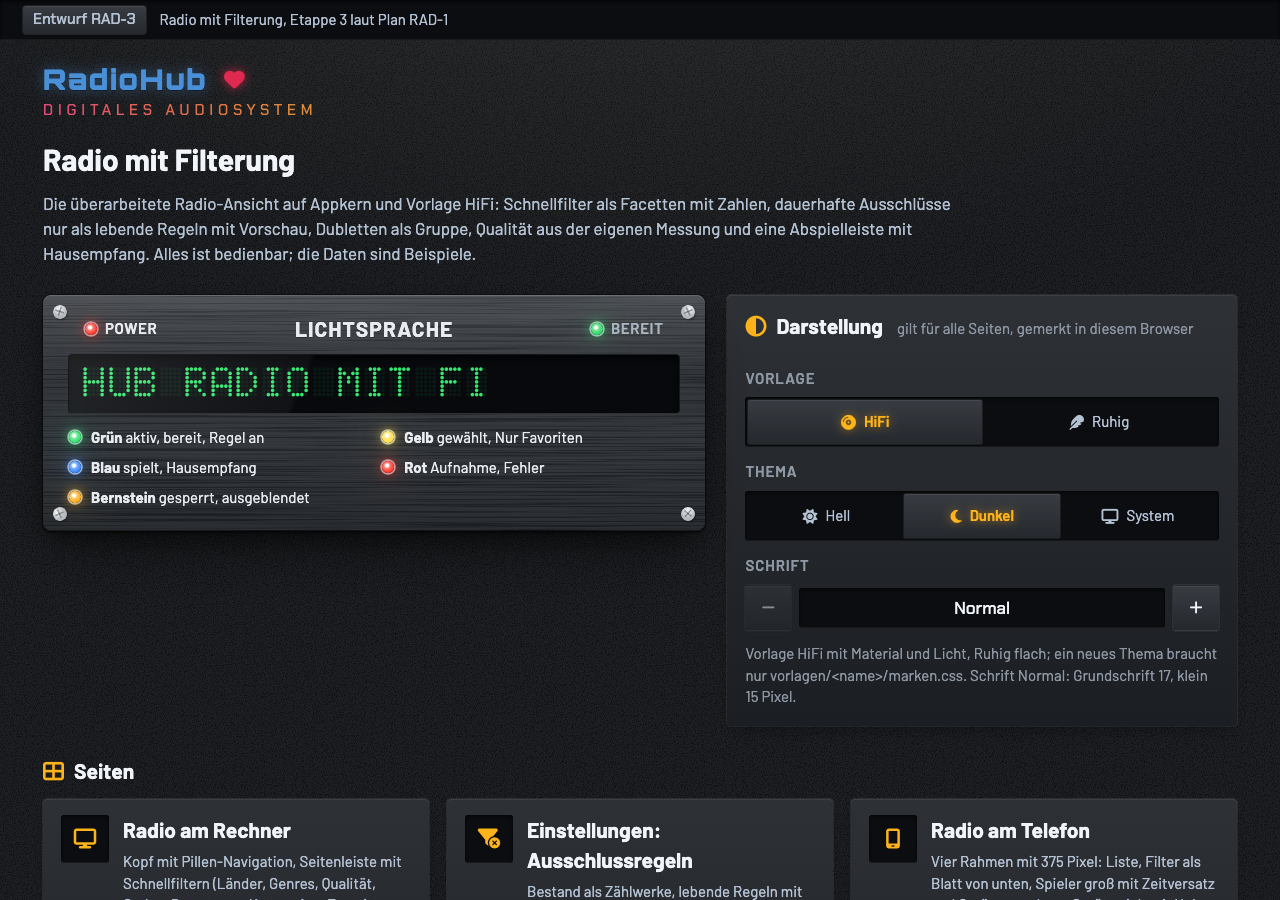 Entwurf RAD-3 Radio mit Filterung, Etappe 3 laut Plan RAD-1
RadioHub
DIGITALES AUDIOSYSTEM
Radio mit Filterung
Die überarbeitete Radio-Ansicht auf Appkern und Vorlage HiFi: Schnellfilter als Facetten mit Zahlen, dauerhafte Ausschlüsse
nur als lebende Regeln mit Vorschau, Dubletten als Gruppe, Qualität aus der eigenen Messung und eine Abspielleiste mit
Hausempfang. Alles ist bedienbar; die Daten sind Beispiele.
POWER LICHTSPRACHE BEREIT
HUB RADIO MIT FI
Grün aktiv, bereit, Regel an
Gelb gewählt, Nur Favoriten
Blau spielt, Hausempfang
Rot Aufnahme, Fehler
Bernstein gesperrt, ausgeblendet
Darstellung gilt für alle Seiten, gemerkt in diesem Browser
VORLAGE
HiFi Ruhig
THEMA
Hell Dunkel System
SCHRIFT
− Normal +
Vorlage HiFi mit Material und Licht, Ruhig flach; ein neues Thema braucht
nur vorlagen/<name>/marken.css. Schrift Normal: Grundschrift 17, klein
15 Pixel.
Seiten
Radio am Rechner
Kopf mit Pillen-Navigation, Seitenleiste mit
Schnellfiltern (Länder, Genres, Qualität,
Einstellungen:
Ausschlussregeln
Bestand als Zählwerke, lebende Regeln mit
Radio am Telefon
Vier Rahmen mit 375 Pixel: Liste, Filter als
Blatt von unten, Spieler groß mit Zeitversatz